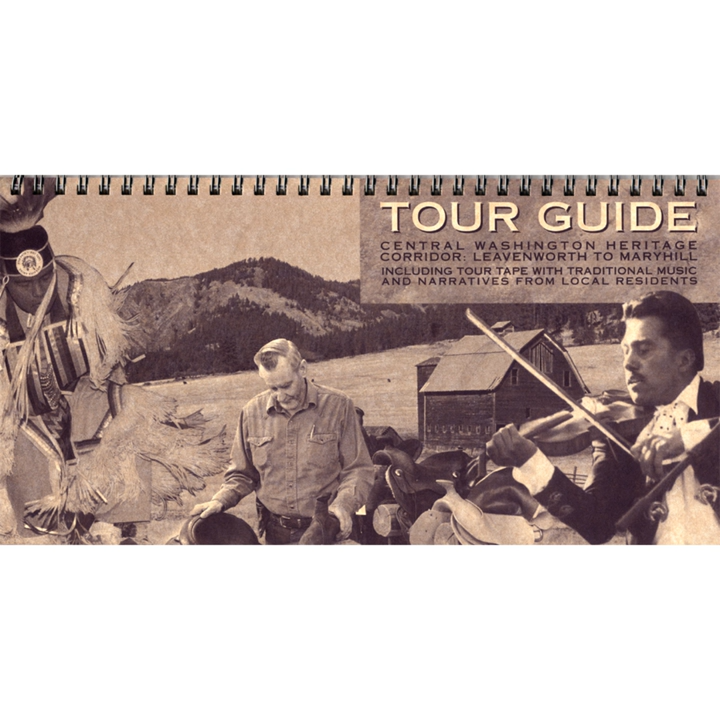 TOUR GUIDE
CENTRAL WASHINGTON HERITAGE
CORRIDOR: LEAVENWORTH TO MARYHILL
INCLUDING TOUR TAPE WITH TRADITIONAL MUSIC
AND NARRATIVES FROM LOCAL RESIDENTS